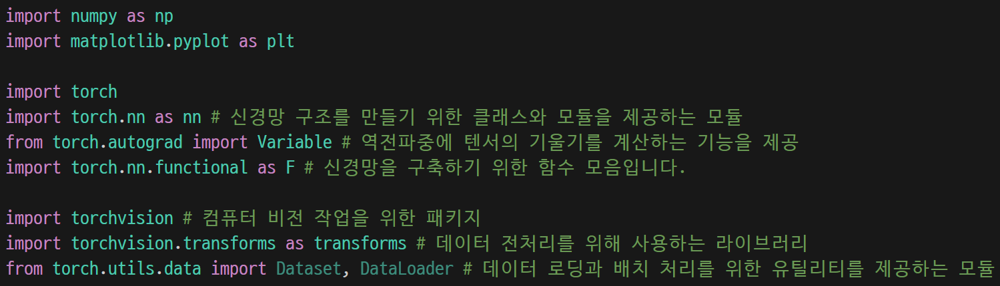 import numpy as np
import matplotlib.pyplot as plt
import torch
import torch.nn as nn # 신경망 구조를 만들기 위한 클래스와 모듈을 제공하는 모듈
from torch.autograd import Variable # 역전파중에 텐서의 기울기를 계산하는 기능을 제공
import torch.nn.functional as F # 신경망을 구축하기 위한 함수 모음입니다.
import torchvision # 컴퓨터 비전 작업을 위한 패키지
import torchvision.transforms as transforms # 데이터 전처리를 위해 사용하는 라이브러리
from torch.utils.data import Dataset, DataLoader # 데이터 로딩과 배치 처리를 위한 유틸리티를 제공하는 모듈